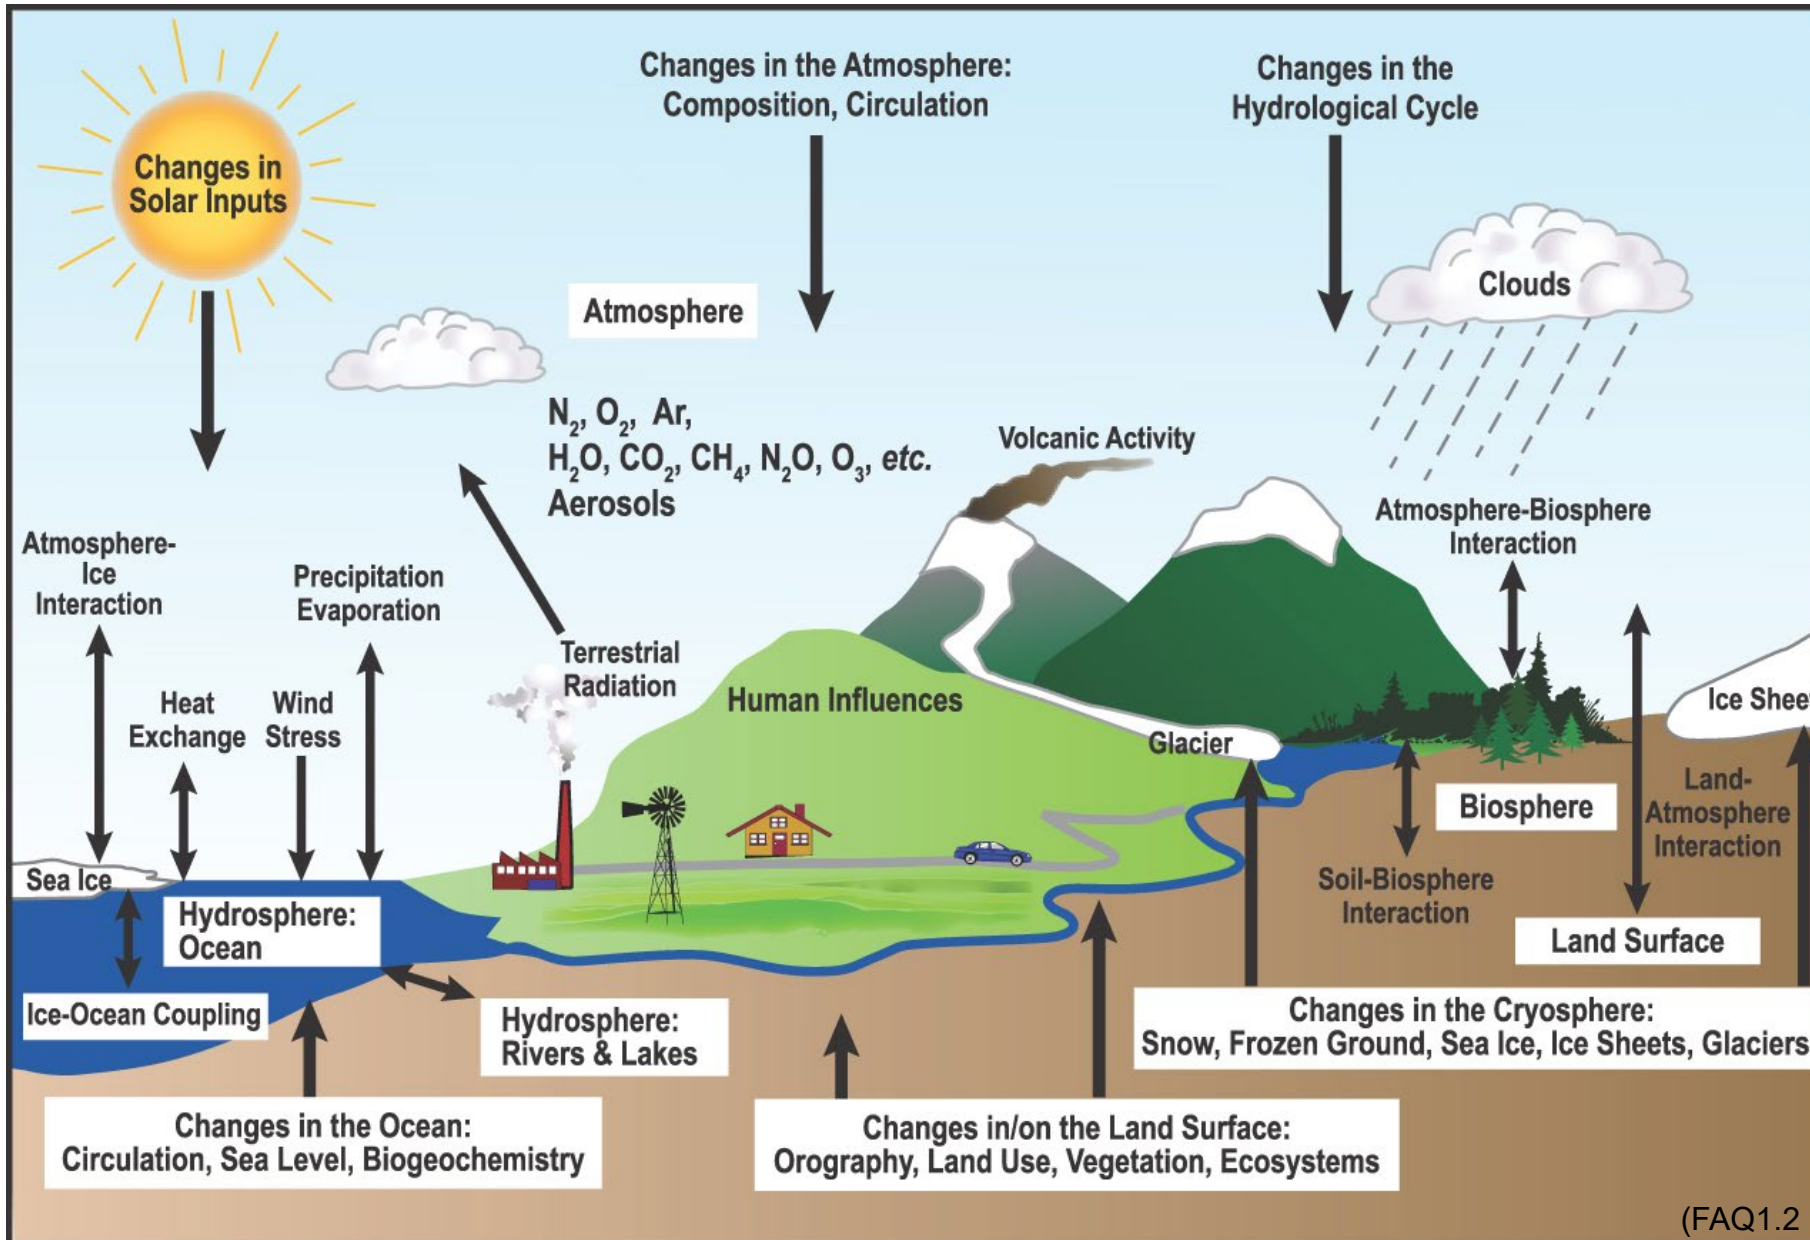 Changes in the Atmosphere:
Composition, Circulation
Changes in the
Hydrological Cycle
Changes in
Solar Inputs
Clouds
Atmosphere
N₂, O₂, Ar,
H₂O, CO₂, CH₄, N₂O, O₃, etc.
Aerosols
Volcanic Activity
Atmosphere-
Ice
Interaction
Precipitation
Evaporation
Atmosphere-Biosphere
Interaction
Terrestrial
Radiation
Heat
Exchange
Wind
Stress
Human Influences
Glacier
Ice Sheet
Land-
Atmosphere
Interaction
Biosphere
Soil-Biosphere
Interaction
Sea Ice
Hydrosphere:
Ocean
Land Surface
Ice-Ocean Coupling
Hydrosphere:
Rivers & Lakes
Changes in the Cryosphere:
Snow, Frozen Ground, Sea Ice, Ice Sheets, Glaciers
Changes in the Ocean:
Circulation, Sea Level, Biogeochemistry
Changes in/on the Land Surface:
Orography, Land Use, Vegetation, Ecosystems
(FAQ1.2